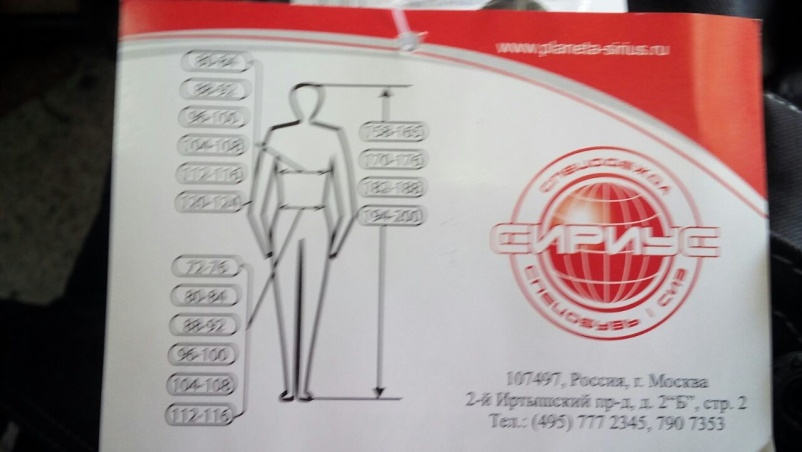 www.planeta-sirius.ru
80-84
88-92
96-100
104-108
112-116
120-124
158-165
170-176
182-188
194-200
72-76
80-84
88-92
96-100
104-108
112-116
СПЕЦОДЕЖДА
СИРИУС
СПЕЦОБУВЬ | СИЗ
107497, Россия, г. Москва
2-й Иртышский пр-д, д. 2“Б”, стр. 2
Тел.: (495) 777 2345, 790 7353